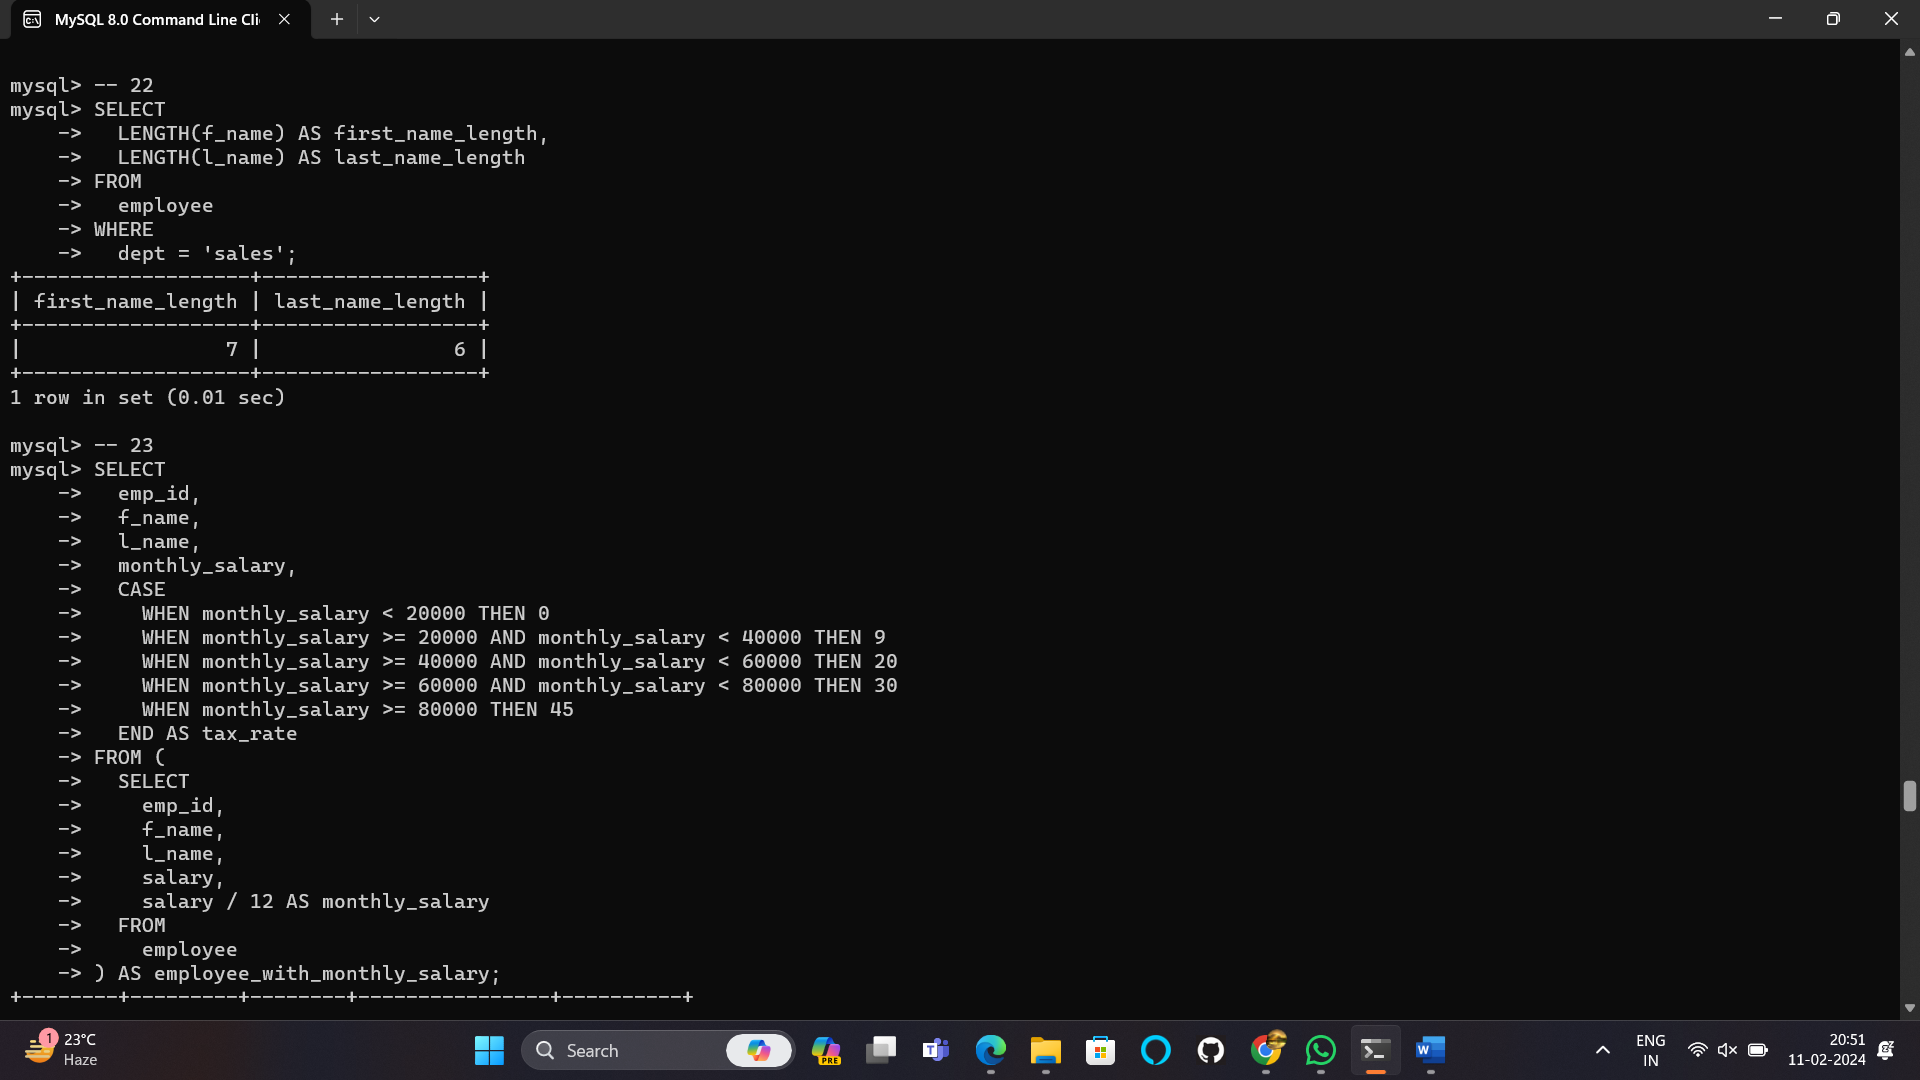 MySQL 8.0 Command Line Cli
mysql> -- 22
mysql> SELECT
    ->   LENGTH(f_name) AS first_name_length,
    ->   LENGTH(l_name) AS last_name_length
    -> FROM
    ->   employee
    -> WHERE
    ->   dept = 'sales';
+-------------------+------------------+
| first_name_length | last_name_length |
+-------------------+------------------+
|                 7 |                6 |
+-------------------+------------------+
1 row in set (0.01 sec)
mysql> -- 23
mysql> SELECT
    ->   emp_id,
    ->   f_name,
    ->   l_name,
    ->   monthly_salary,
    ->   CASE
    ->     WHEN monthly_salary < 20000 THEN 0
    ->     WHEN monthly_salary >= 20000 AND monthly_salary < 40000 THEN 9
    ->     WHEN monthly_salary >= 40000 AND monthly_salary < 60000 THEN 20
    ->     WHEN monthly_salary >= 60000 AND monthly_salary < 80000 THEN 30
    ->     WHEN monthly_salary >= 80000 THEN 45
    ->   END AS tax_rate
    -> FROM (
    ->   SELECT
    ->     emp_id,
    ->     f_name,
    ->     l_name,
    ->     salary,
    ->     salary / 12 AS monthly_salary
    ->   FROM
    ->     employee
    -> ) AS employee_with_monthly_salary;
+--------+---------+--------+----------------+----------+
1
23°C
Haze
Search
PRE
ENG
IN
20:51
11-02-2024